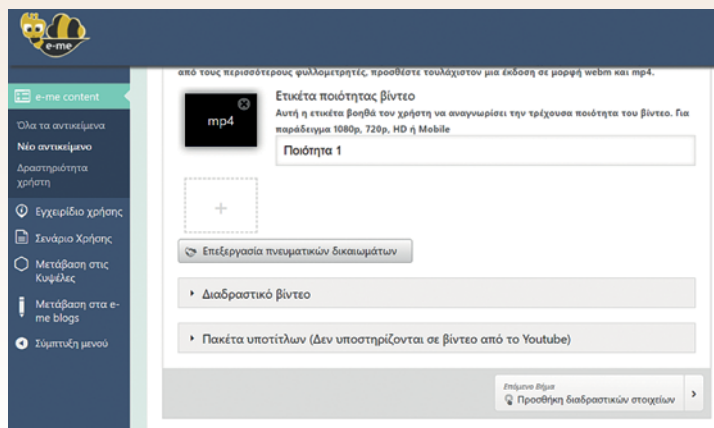 e-me
από τους περισσότερους φυλλομετρητές, προσθέστε τουλάχιστον μια έκδοση σε μορφή webm και mp4.
e-me content
Όλα τα αντικείμενα
Νέο αντικείμενο
Δραστηριότητα
χρήστη
Εγχειρίδιο χρήσης
Σενάριο Χρήσης
Μετάβαση στις
Κυψέλες
Μετάβαση στα e-
me blogs
Σύμπτυξη μενού
mp4
Ετικέτα ποιότητας βίντεο
Αυτή η ετικέτα βοηθά τον χρήστη να αναγνωρίσει την τρέχουσα ποιότητα του βίντεο. Για
παράδειγμα 1080p, 720p, HD ή Mobile
Ποιότητα 1
+
Επεξεργασία πνευματικών δικαιωμάτων
Διαδραστικό βίντεο
Πακέτα υποτίτλων (Δεν υποστηρίζονται σε βίντεο από το Youtube)
Επόμενο Βήμα
Προσθήκη διαδραστικών στοιχείων